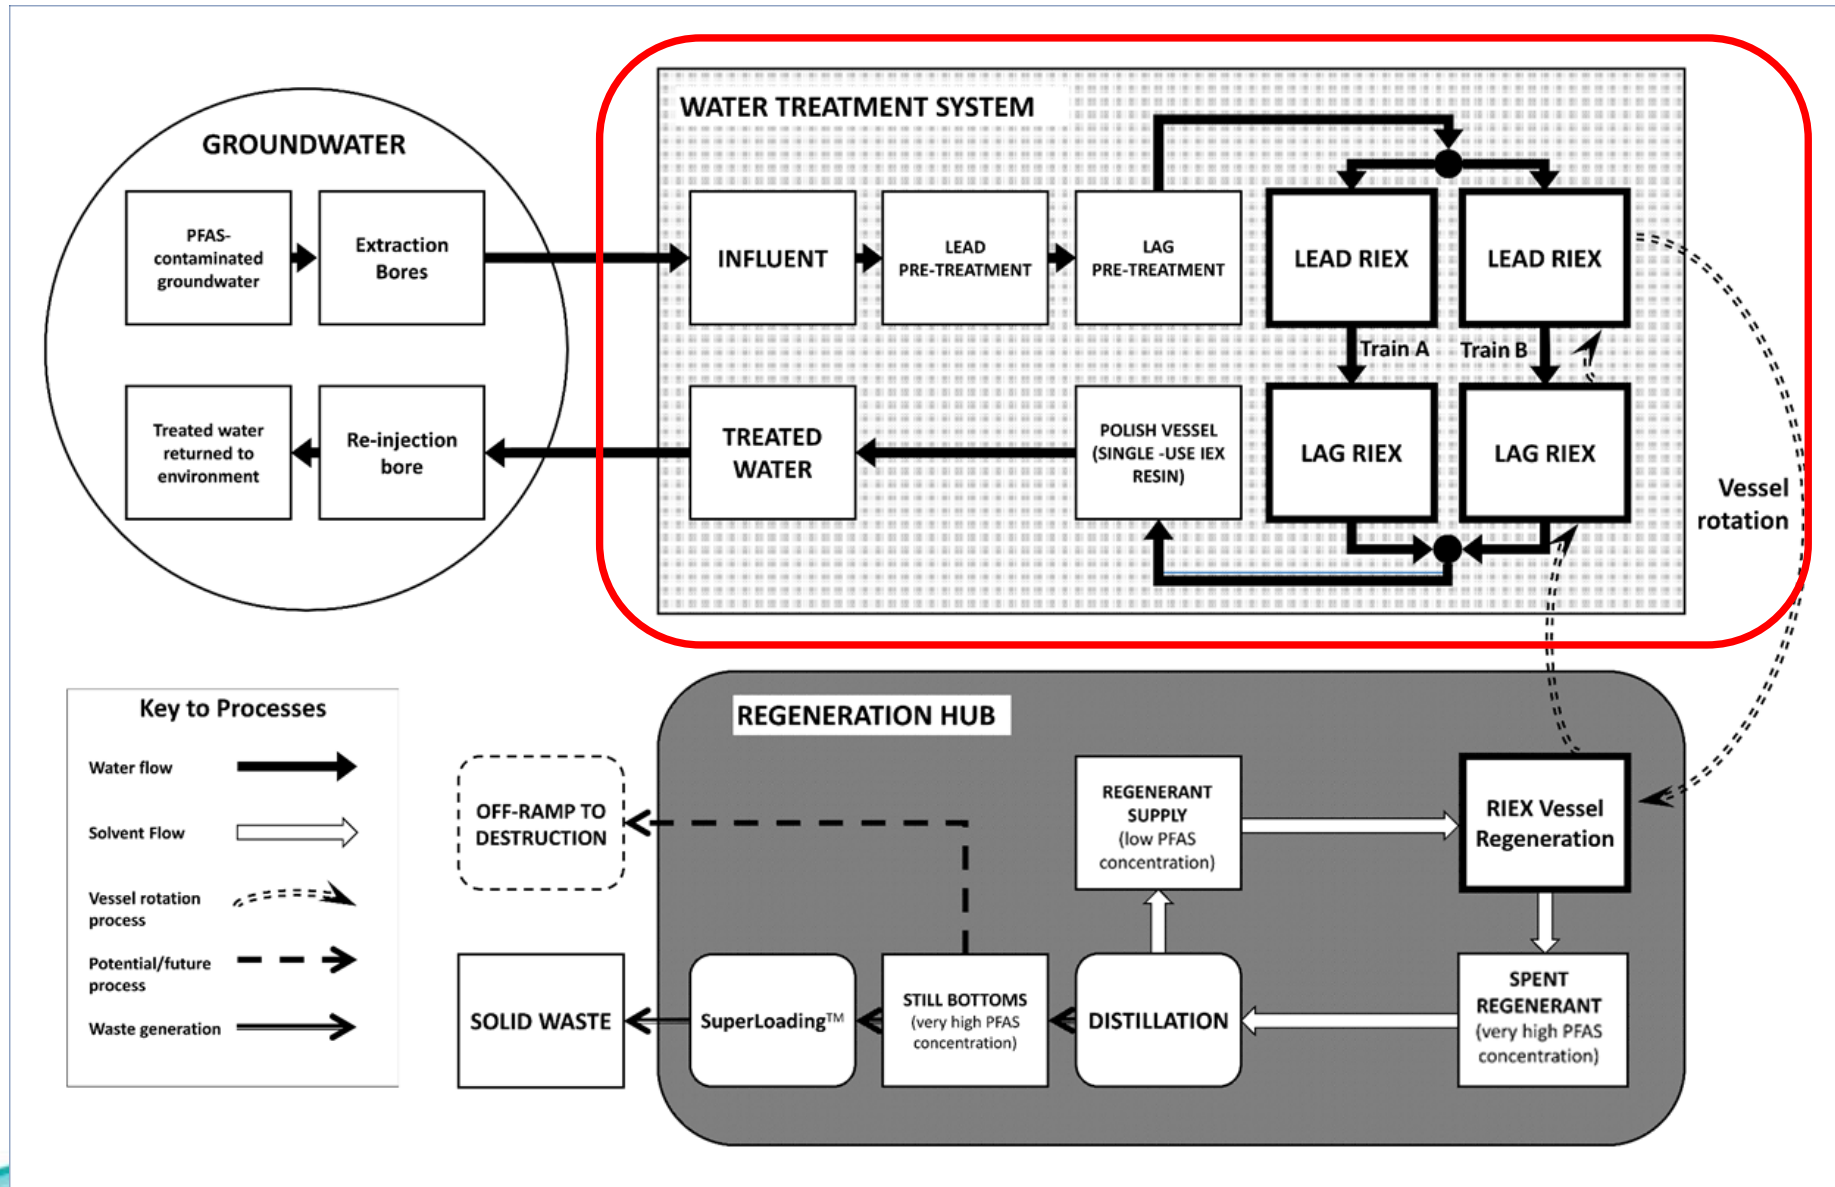 GROUNDWATER
PFAS-
contaminated
groundwater
Extraction
Bores
Treated water
returned to
environment
Re-injection
bore
WATER TREATMENT SYSTEM
INFLUENT
LEAD
PRE-TREATMENT
LAG
PRE-TREATMENT
LEAD RIEX
LEAD RIEX
Train A
Train B
TREATED
WATER
POLISH VESSEL
(SINGLE -USE IEX
RESIN)
LAG RIEX
LAG RIEX
Vessel
rotation
Key to Processes
Water flow
Solvent Flow
Vessel rotation
process
Potential/future
process
Waste generation
REGENERATION HUB
OFF-RAMP TO
DESTRUCTION
REGENERANT
SUPPLY
(low PFAS
concentration)
RIEX Vessel
Regeneration
SOLID WASTE
SuperLoading™
STILL BOTTOMS
(very high PFAS
concentration)
DISTILLATION
SPENT
REGENERANT
(very high PFAS
concentration)